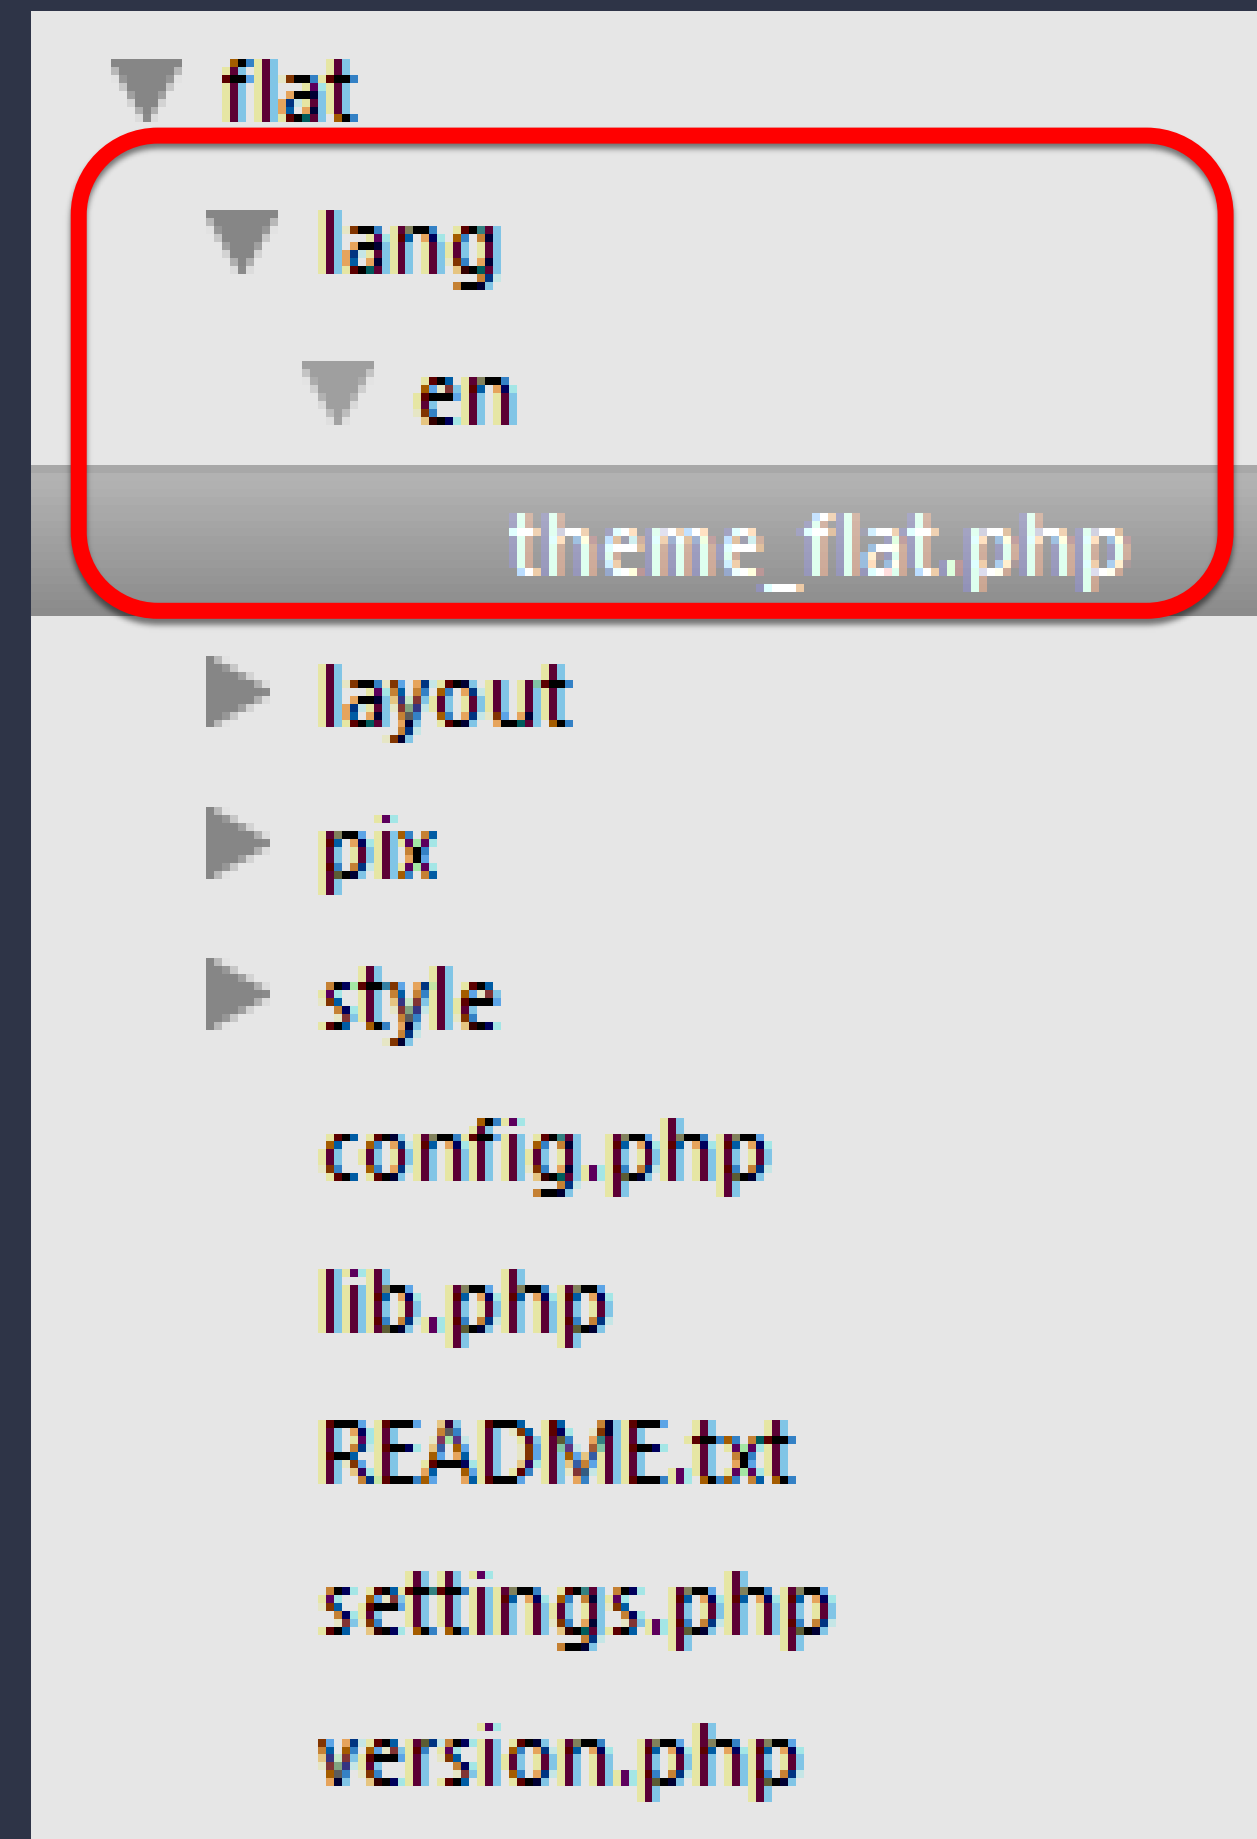 flat
lang
en
theme_flat.php
layout
pix
style
config.php
lib.php
README.txt
settings.php
version.php